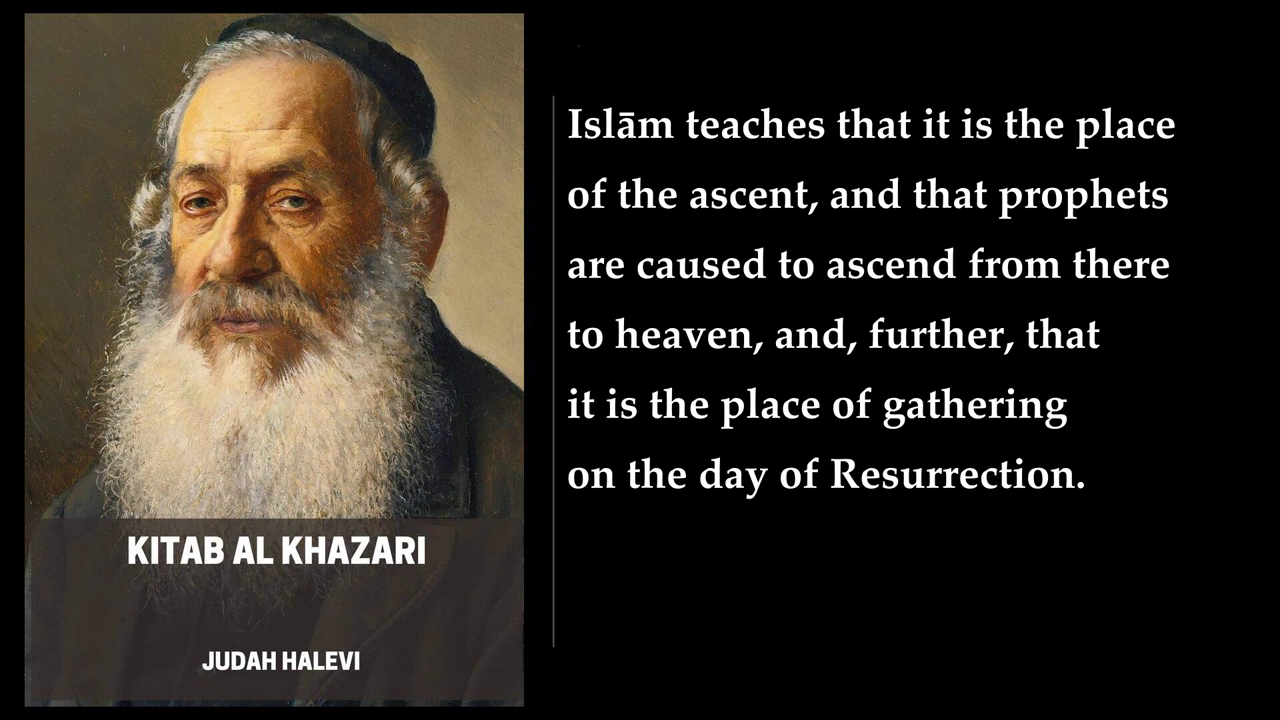 KITAB AL KHAZARI
JUDAH HALEVI
Islām teaches that it is the place
of the ascent, and that prophets
are caused to ascend from there
to heaven, and, further, that
it is the place of gathering
on the day of Resurrection.